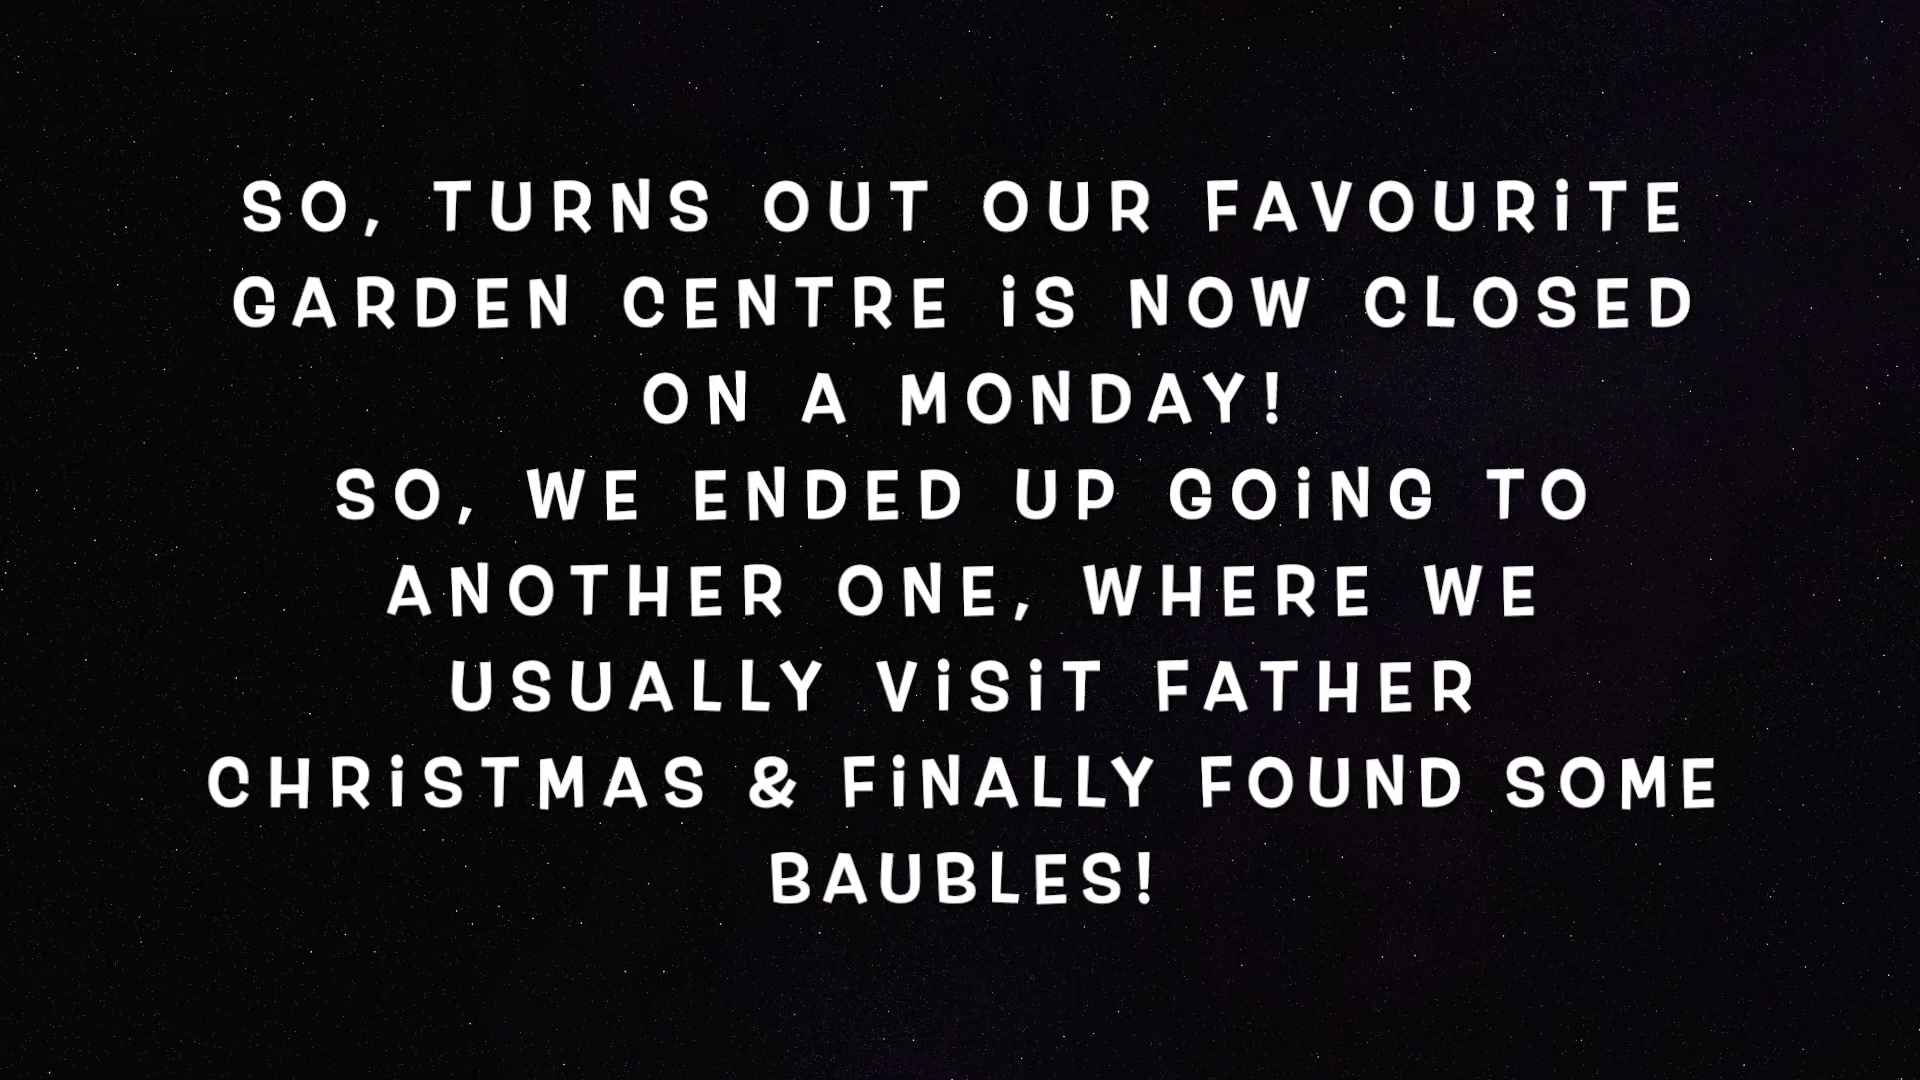 SO, TURNS OUT OUR FAVOURiTE
GARDEN CENTRE iS NOW CLOSED
ON A MONDAY!
SO, WE ENDED UP GOiNG TO
ANOTHER ONE, WHERE WE
USUALLY ViSiT FATHER
CHRiSTMAS & FiNALLY FOUND SOME
BAUBLES!